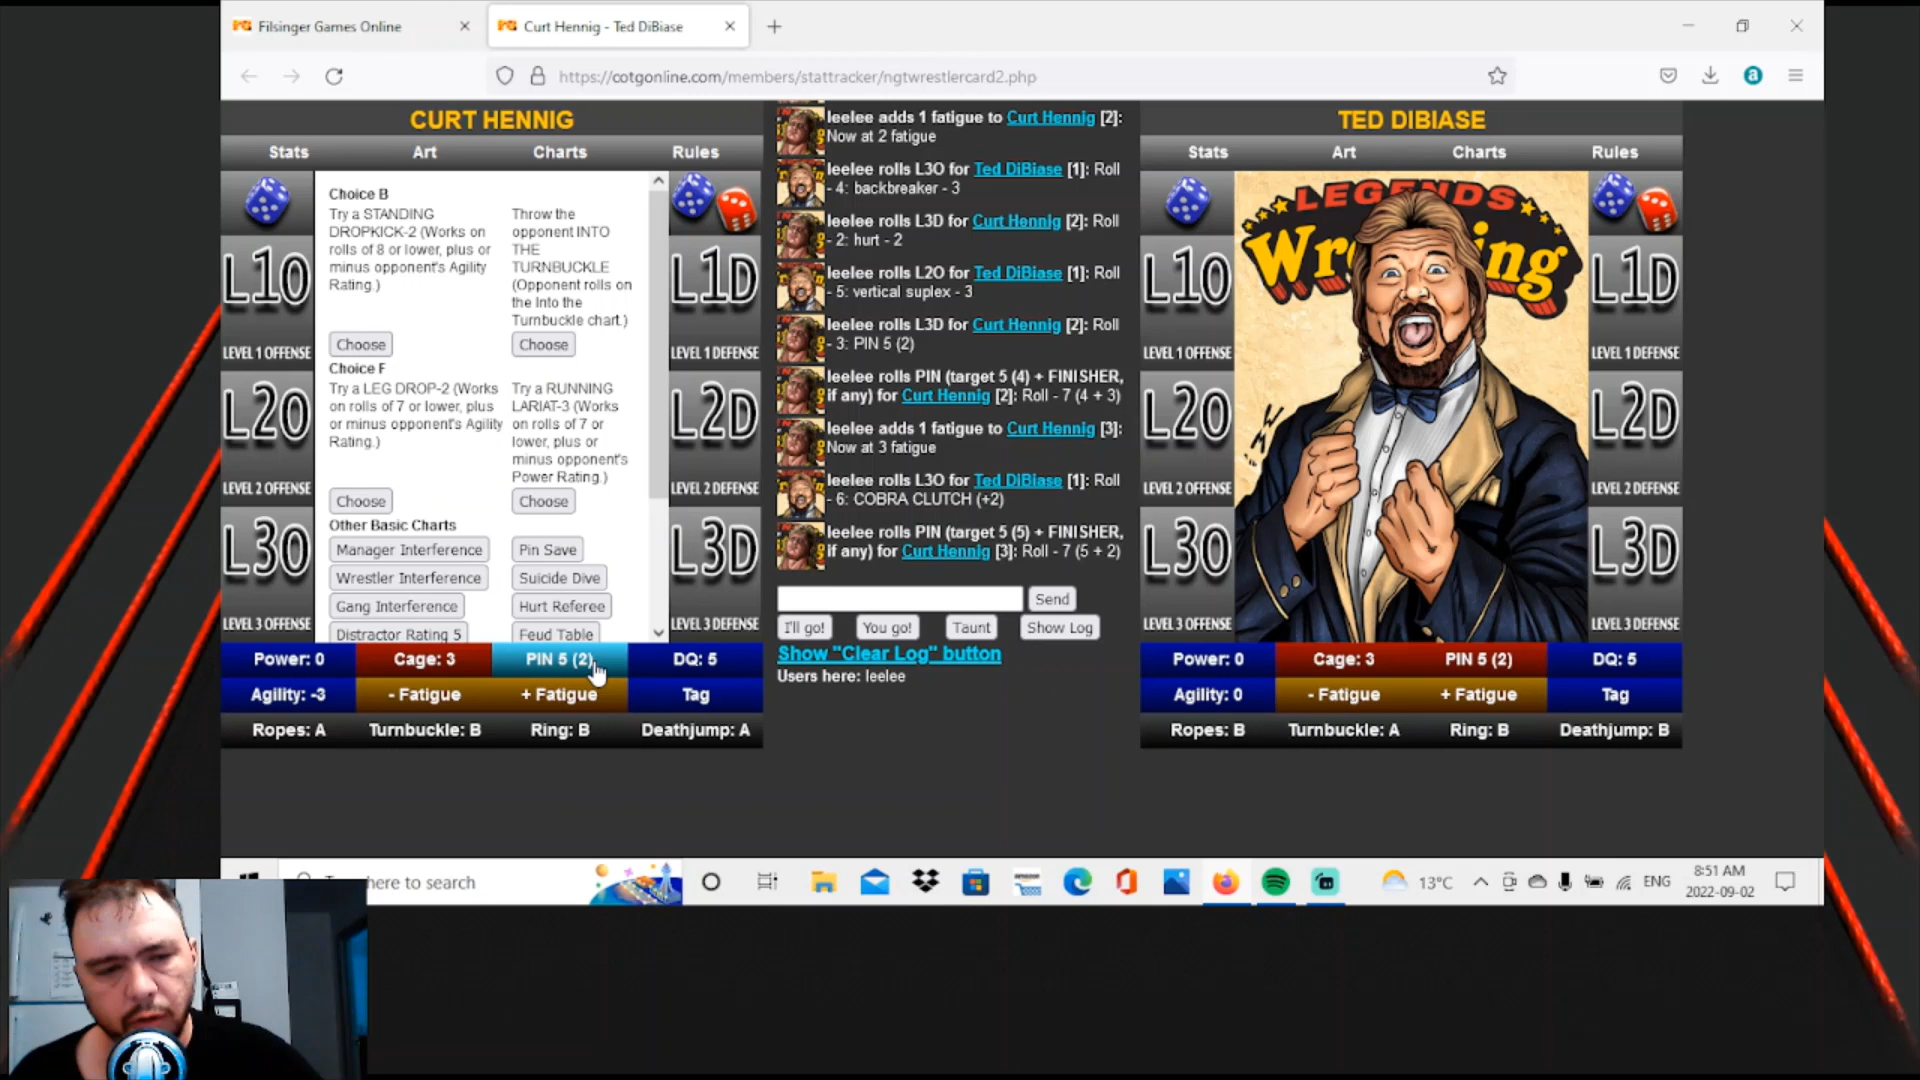 Filsinger Games Online
Curt Hennig - Ted DiBiase
https://cotgonline.com/members/stattracker/ngtwrestlercard2.php
CURT HENNIG
Stats Art Charts Rules
Choice B
Try a STANDING
DROPKICK-2 (Works on
rolls of 8 or lower, plus or
minus opponent's Agility
Rating.)
Throw the
opponent INTO
THE
TURNBUCKLE
(Opponent rolls on
the Into the
Turnbuckle chart.)
Choose Choose
Choice F
Try a LEG DROP-2 (Works
on rolls of 7 or lower, plus
or minus opponent's Agility
Rating.)
Try a RUNNING
LARIAT-3 (Works
on rolls of 7 or
lower, plus or
minus opponent's
Power Rating.)
Choose Choose
Other Basic Charts
Manager Interference Pin Save
Wrestler Interference Suicide Dive
Gang Interference Hurt Referee
Distractor Rating 5 Feud Table
L1O
LEVEL 1 OFFENSE
L2O
LEVEL 2 OFFENSE
L3O
LEVEL 3 OFFENSE
L1D
LEVEL 1 DEFENSE
L2D
LEVEL 2 DEFENSE
L3D
LEVEL 3 DEFENSE
Power: 0 Cage: 3 PIN 5 (2) DQ: 5
Agility: -3 - Fatigue + Fatigue Tag
Ropes: A Turnbuckle: B Ring: B Deathjump: A
leelee adds 1 fatigue to Curt Hennig [2]:
Now at 2 fatigue
leelee rolls L3O for Ted DiBiase [1]: Roll
- 4: backbreaker - 3
leelee rolls L3D for Curt Hennig [2]: Roll
- 2: hurt - 2
leelee rolls L2O for Ted DiBiase [1]: Roll
- 5: vertical suplex - 3
leelee rolls L3D for Curt Hennig [2]: Roll
- 3: PIN 5 (2)
leelee rolls PIN (target 5 (4) + FINISHER,
if any) for Curt Hennig [2]: Roll - 7 (4 + 3)
leelee adds 1 fatigue to Curt Hennig [3]:
Now at 3 fatigue
leelee rolls L3O for Ted DiBiase [1]: Roll
- 6: COBRA CLUTCH (+2)
leelee rolls PIN (target 5 (5) + FINISHER,
if any) for Curt Hennig [3]: Roll - 7 (5 + 2)
Send
I'll go! You go! Taunt Show Log
Show "Clear Log" button
Users here: leelee
TED DIBIASE
Stats Art Charts Rules
LEGENDS
L1O
LEVEL 1 OFFENSE
L2O
LEVEL 2 OFFENSE
L3O
LEVEL 3 OFFENSE
L1D
LEVEL 1 DEFENSE
L2D
LEVEL 2 DEFENSE
L3D
LEVEL 3 DEFENSE
Power: 0 Cage: 3 PIN 5 (2) DQ: 5
Agility: 0 - Fatigue + Fatigue Tag
Ropes: B Turnbuckle: A Ring: B Deathjump: B
here to search
13°C
ENG
8:51 AM
2022-09-02